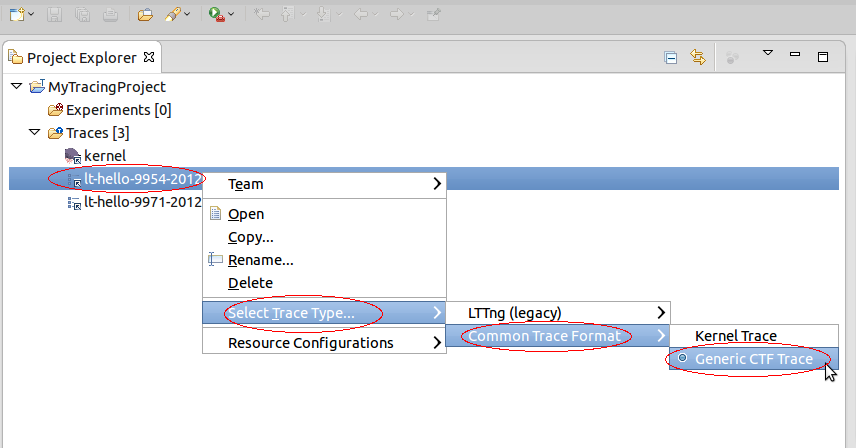 Project Explorer
MyTracingProject
Experiments [0]
Traces [3]
kernel
lt-hello-9954-2012
lt-hello-9971-2012
Team
Open
Copy...
Rename...
Delete
Select Trace Type...
Resource Configurations
LTTng (legacy)
Common Trace Format
Kernel Trace
Generic CTF Trace